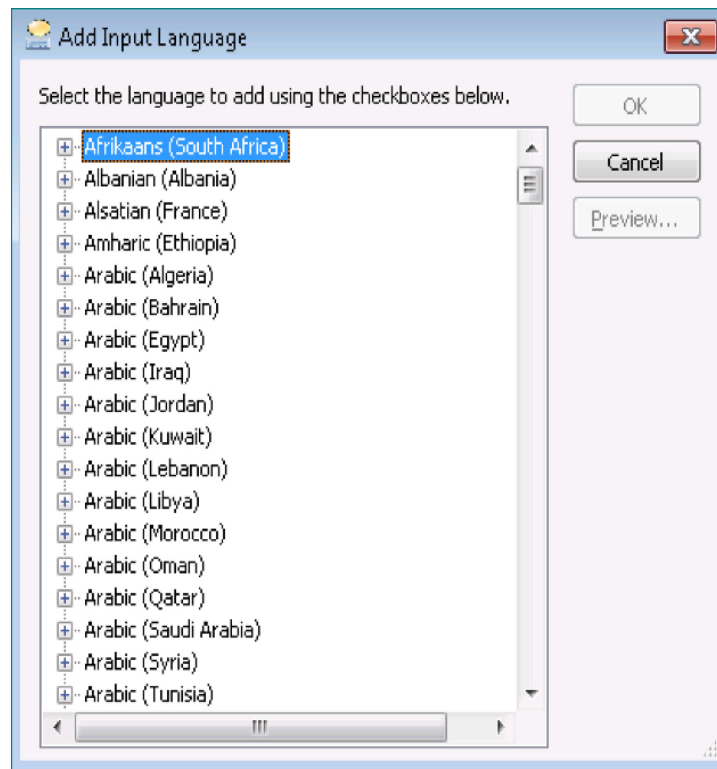 Add Input Language
Select the language to add using the checkboxes below.
OK
Cancel
Preview...
Afrikaans (South Africa)
Albanian (Albania)
Alsatian (France)
Amharic (Ethiopia)
Arabic (Algeria)
Arabic (Bahrain)
Arabic (Egypt)
Arabic (Iraq)
Arabic (Jordan)
Arabic (Kuwait)
Arabic (Lebanon)
Arabic (Libya)
Arabic (Morocco)
Arabic (Oman)
Arabic (Qatar)
Arabic (Saudi Arabia)
Arabic (Syria)
Arabic (Tunisia)